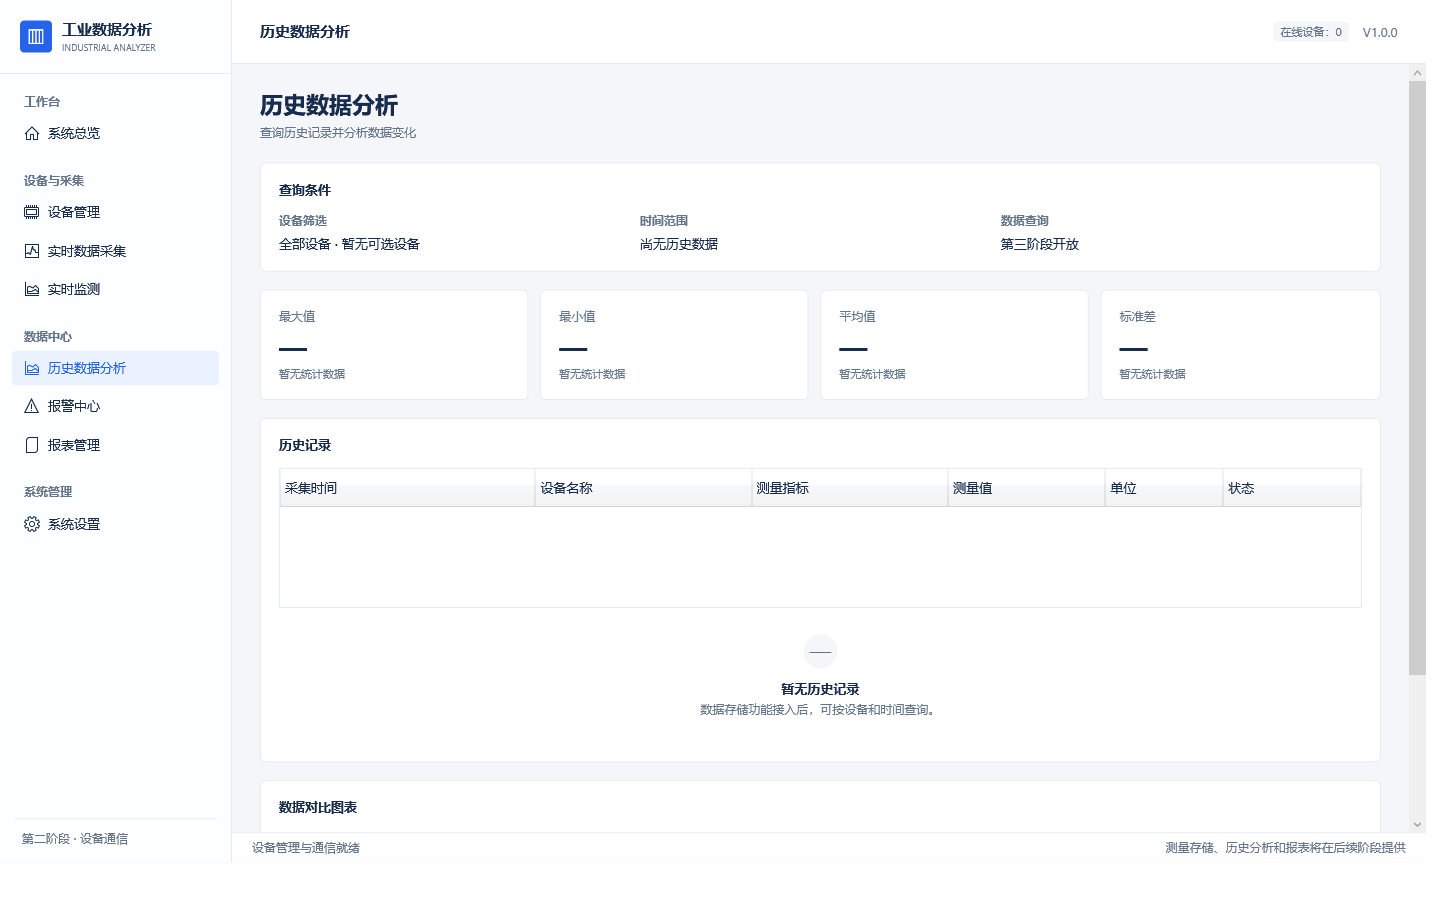 工业数据分析
INDUSTRIAL ANALYZER
工作台
系统总览
设备与采集
设备管理
实时数据采集
实时监测
数据中心
历史数据分析
报警中心
报表管理
系统管理
系统设置
第二阶段 · 设备通信
历史数据分析
在线设备：0
V1.0.0
历史数据分析
查询历史记录并分析数据变化
查询条件
设备筛选
时间范围
数据查询
全部设备 · 暂无可选设备
尚无历史数据
第三阶段开放
最大值
最小值
平均值
标准差
—
—
—
—
暂无统计数据
暂无统计数据
暂无统计数据
暂无统计数据
历史记录
采集时间
设备名称
测量指标
测量值
单位
状态
—
暂无历史记录
数据存储功能接入后，可按设备和时间查询。
数据对比图表
设备管理与通信就绪
测量存储、历史分析和报表将在后续阶段提供